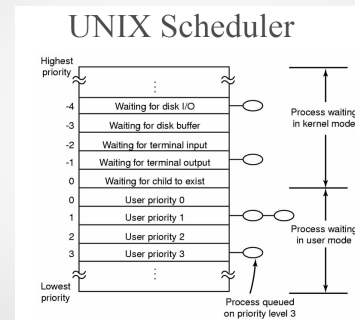 UNIX Scheduler
Highest
priority
-4 Waiting for disk I/O
-3 Waiting for disk buffer
-2 Waiting for terminal input
-1 Waiting for terminal output
0 Waiting for child to exist
0 User priority 0
1 User priority 1
2 User priority 2
3 User priority 3
Lowest
priority
Process waiting
in kernel mode
Process waiting
in user mode
Process queued
on priority level 3